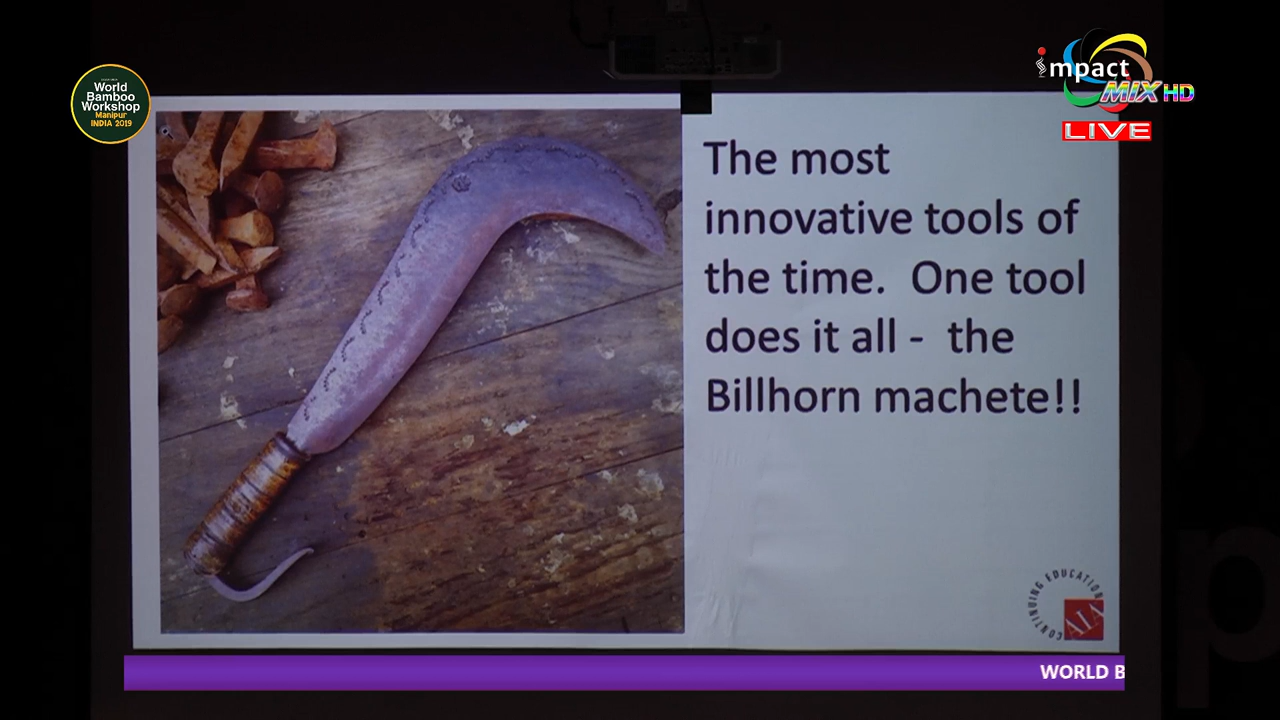 World
Bamboo
Workshop
Manipur
INDIA 2019
impact
MIX HD
LIVE
The most
innovative tools of
the time. One tool
does it all - the
Billhorn machete!!
CONTINUING EDUCATION
AIA
WORLD B